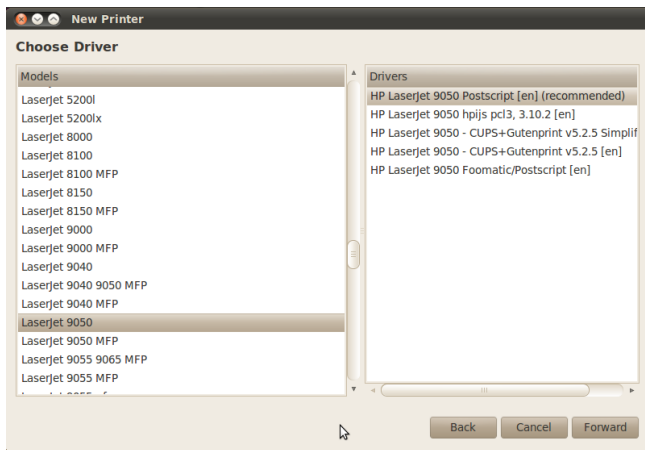 New Printer
Choose Driver
Models
LaserJet 5200l
LaserJet 5200lx
LaserJet 8000
LaserJet 8100
LaserJet 8100 MFP
LaserJet 8150
LaserJet 8150 MFP
LaserJet 9000
LaserJet 9000 MFP
LaserJet 9040
LaserJet 9040 9050 MFP
LaserJet 9040 MFP
LaserJet 9050
LaserJet 9050 MFP
LaserJet 9055 9065 MFP
LaserJet 9055 MFP
Drivers
HP LaserJet 9050 Postscript [en] (recommended)
HP LaserJet 9050 hpijs pcl3, 3.10.2 [en]
HP LaserJet 9050 - CUPS+Gutenprint v5.2.5 Simplif
HP LaserJet 9050 - CUPS+Gutenprint v5.2.5 [en]
HP LaserJet 9050 Foomatic/Postscript [en]
Back
Cancel
Forward